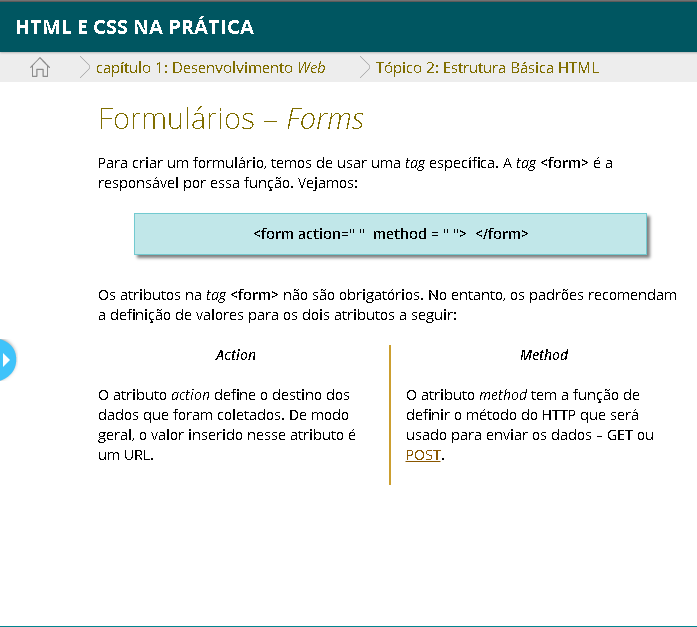 HTML E CSS NA PRÁTICA
capítulo 1: Desenvolvimento Web
Tópico 2: Estrutura Básica HTML
Formulários – Forms
Para criar um formulário, temos de usar uma tag específica. A tag <form> é a
responsável por essa função. Vejamos:
<form action=" "  method = " ">  </form>
Os atributos na tag <form> não são obrigatórios. No entanto, os padrões recomendam
a definição de valores para os dois atributos a seguir:
Action
O atributo action define o destino dos
dados que foram coletados. De modo
geral, o valor inserido nesse atributo é
um URL.
Method
O atributo method tem a função de
definir o método do HTTP que será
usado para enviar os dados – GET ou
POST.